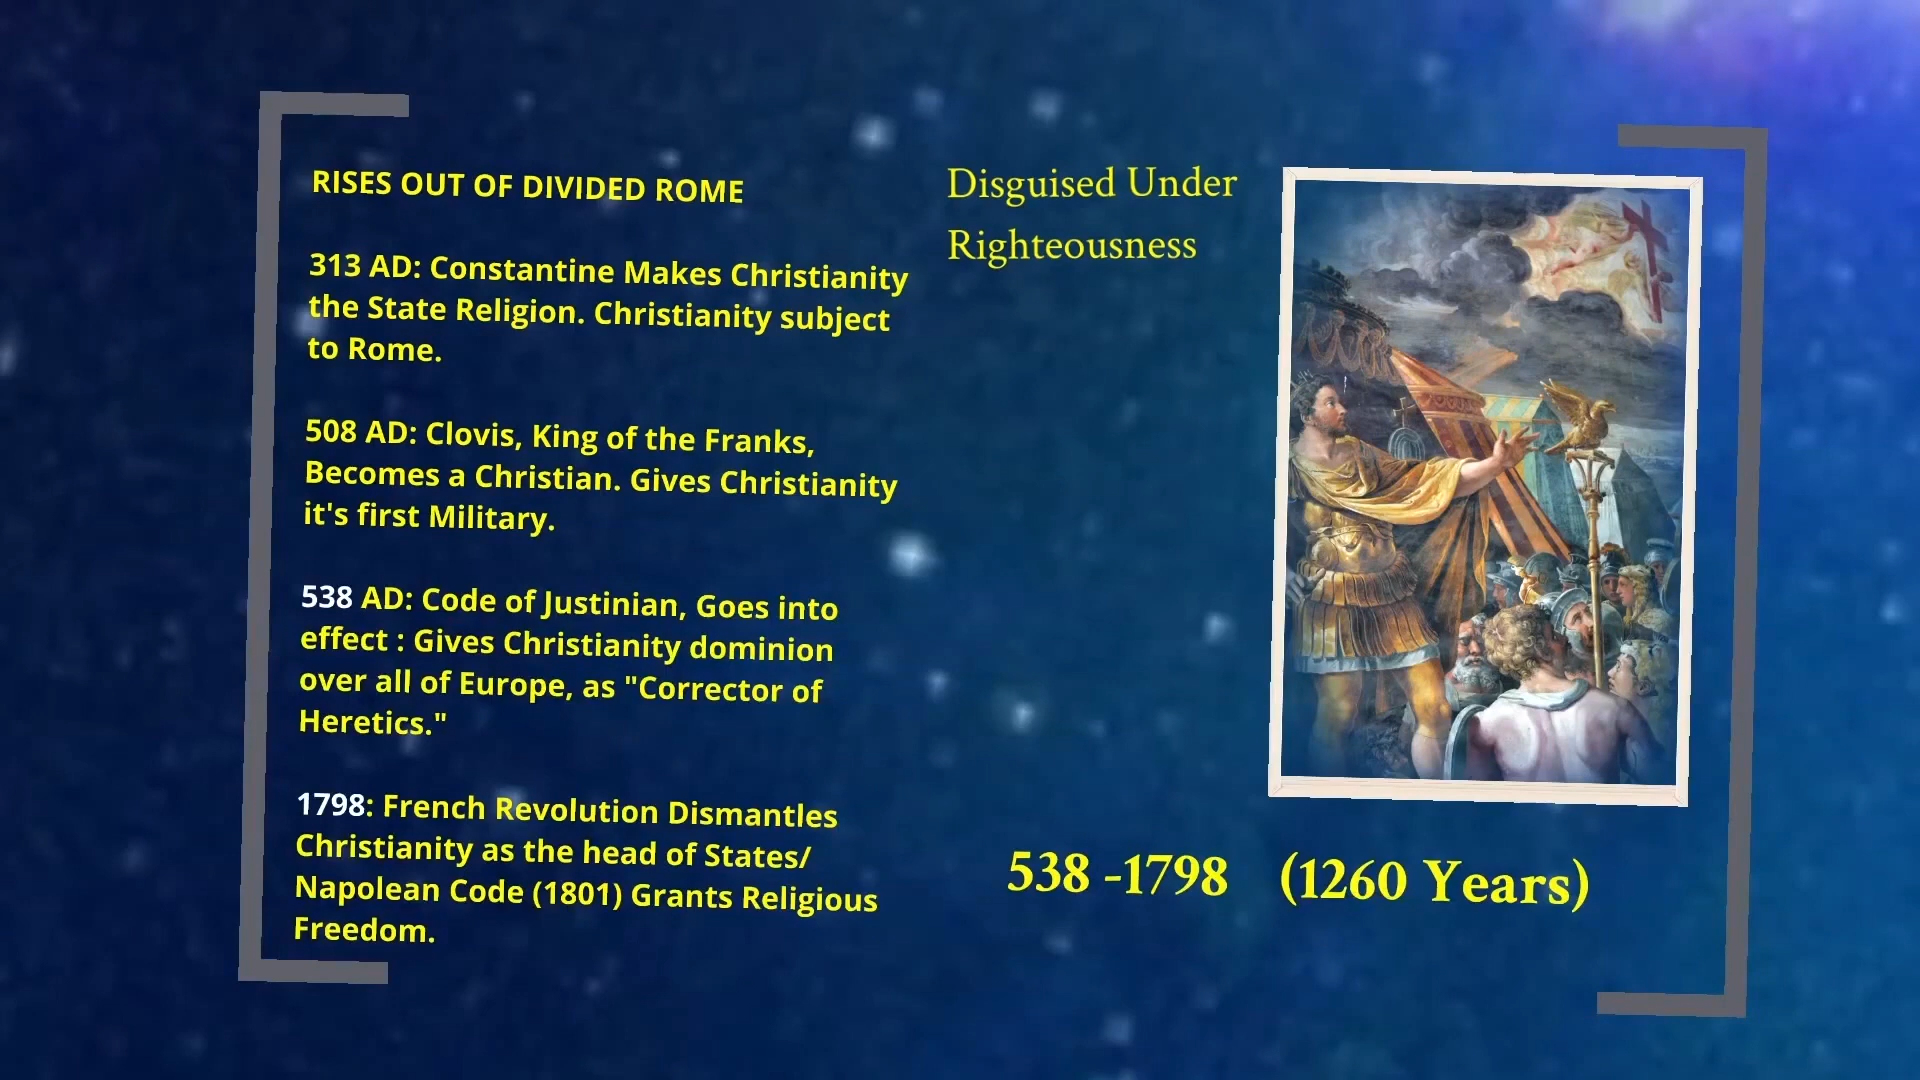 RISES OUT OF DIVIDED ROME
313 AD: Constantine Makes Christianity
the State Religion. Christianity subject
to Rome.
508 AD: Clovis, King of the Franks,
Becomes a Christian. Gives Christianity
it's first Military.
538 AD: Code of Justinian, Goes into
effect : Gives Christianity dominion
over all of Europe, as "Corrector of
Heretics."
1798: French Revolution Dismantles
Christianity as the head of States/
Napolean Code (1801) Grants Religious
Freedom.
Disguised Under
Righteousness
538 -1798 (1260 Years)